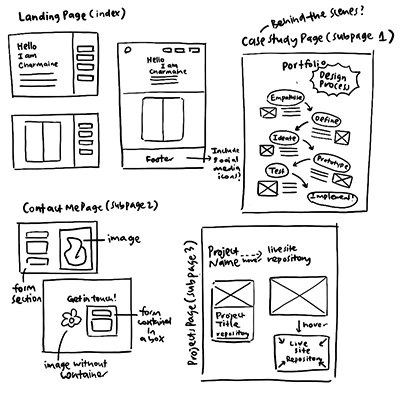 Landing Page (index)
Hello
I am
Charmaine
Hello
I am
Charmaine
Footer
Include
social
media
icons!
Behind the scenes?
Case Study Page (subpage 1)
Portfolio
Design
Process
Empathise
Define
Ideate
Prototype
Test
Implement!
Contact Me Page (subpage 2)
image
form
section
Get in touch!
form
contained
in a
box
image without
container
Projects Page (subpage 3)
Project
Name
hover
live site
repository
Project
Title
repository
hover
Live
Site
Repository